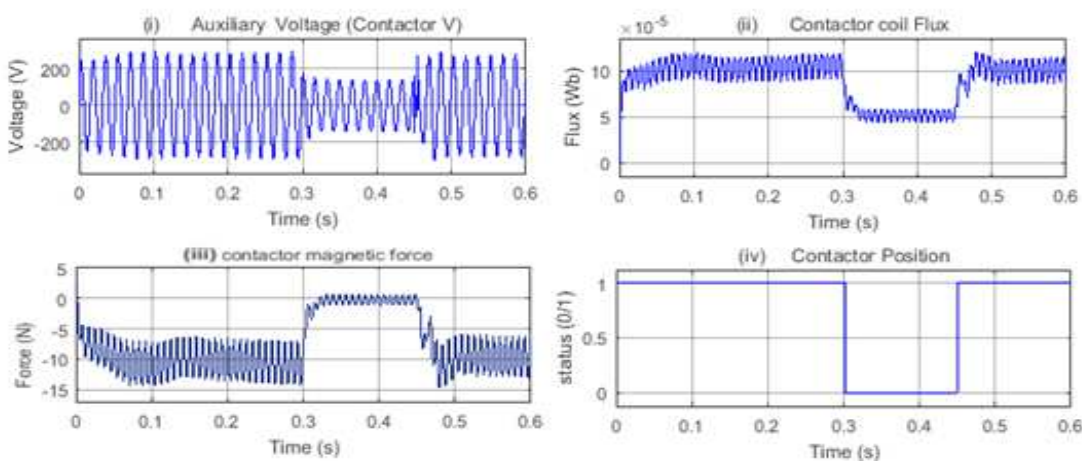 (i) Auxiliary Voltage (Contactor V)
200
0
-200
Voltage (V)
0 0.1 0.2 0.3 0.4 0.5 0.6
Time (s)
(ii) Contactor coil Flux
×10-5
10
5
0
Flux (Wb)
0 0.1 0.2 0.3 0.4 0.5 0.6
Time (s)
(iii) contactor magnetic force
5
0
-5
-10
-15
Force (N)
0 0.1 0.2 0.3 0.4 0.5 0.6
Time (s)
(iv) Contactor Position
1
0.5
0
status (0/1)
0 0.1 0.2 0.3 0.4 0.5 0.6
Time (s)